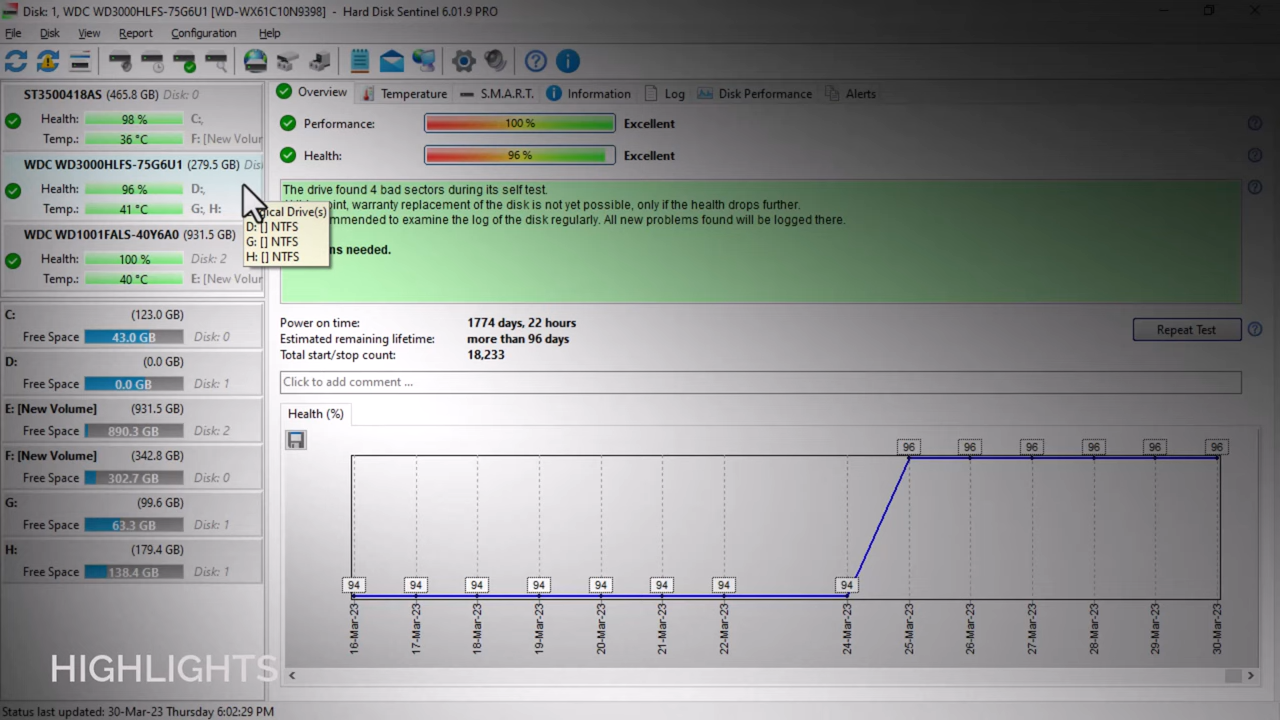 Disk: 1, WDC WD3000HLFS-75G6U1 [WD-WX61C10N9398] - Hard Disk Sentinel 6.01.9 PRO
File Disk View Report Configuration Help
ST3500418AS (465.8 GB) Disk: 0
Health: 98 % C:,
Temp.: 36 °C F: [New Volur
WDC WD3000HLFS-75G6U1 (279.5 GB) Dis
Health: 96 % D:,
Temp.: 41 °C G:, H:
WDC WD1001FALS-40Y6A0 (931.5 GB)
Health: 100 % Disk: 2
Temp.: 40 °C E: [New Volur
ical Drive(s)
D: [] NTFS
G: [] NTFS
H: [] NTFS
C: (123.0 GB)
Free Space 43.0 GB Disk: 0
D: (0.0 GB)
Free Space 0.0 GB Disk: 1
E: [New Volume] (931.5 GB)
Free Space 890.3 GB Disk: 2
F: [New Volume] (342.8 GB)
Free Space 302.7 GB Disk: 0
G: (99.6 GB)
Free Space 63.3 GB Disk: 1
H: (179.4 GB)
Free Space 138.4 GB Disk: 1
Overview Temperature S.M.A.R.T. Information Log Disk Performance Alerts
Performance: 100 % Excellent
Health: 96 % Excellent
The drive found 4 bad sectors during its self test.
int, warranty replacement of the disk is not yet possible, only if the health drops further.
mmended to examine the log of the disk regularly. All new problems found will be logged there.
ns needed.
Power on time: 1774 days, 22 hours
Estimated remaining lifetime: more than 96 days
Total start/stop count: 18,233
Repeat Test
Click to add comment ...
Health (%)
96 96 96 96 96 96
94 94 94 94 94 94 94 94
16-Mar-23 17-Mar-23 18-Mar-23 19-Mar-23 20-Mar-23 21-Mar-23 22-Mar-23 24-Mar-23 25-Mar-23 26-Mar-23 27-Mar-23 28-Mar-23 29-Mar-23 30-Mar-23
HIGHLIGHTS
Status last updated: 30-Mar-23 Thursday 6:02:29 PM